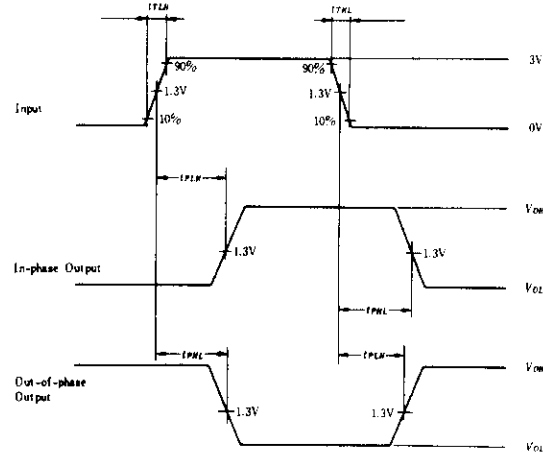 tTLH tTHL
90% 90% 3V
1.3V 1.3V
Input
10% 10% 0V
tPLH
VOH
1.3V 1.3V
In-phase Output
VOL
tPHL
tPHL tPLH
VOH
Out-of-phase
Output
1.3V 1.3V
VOL